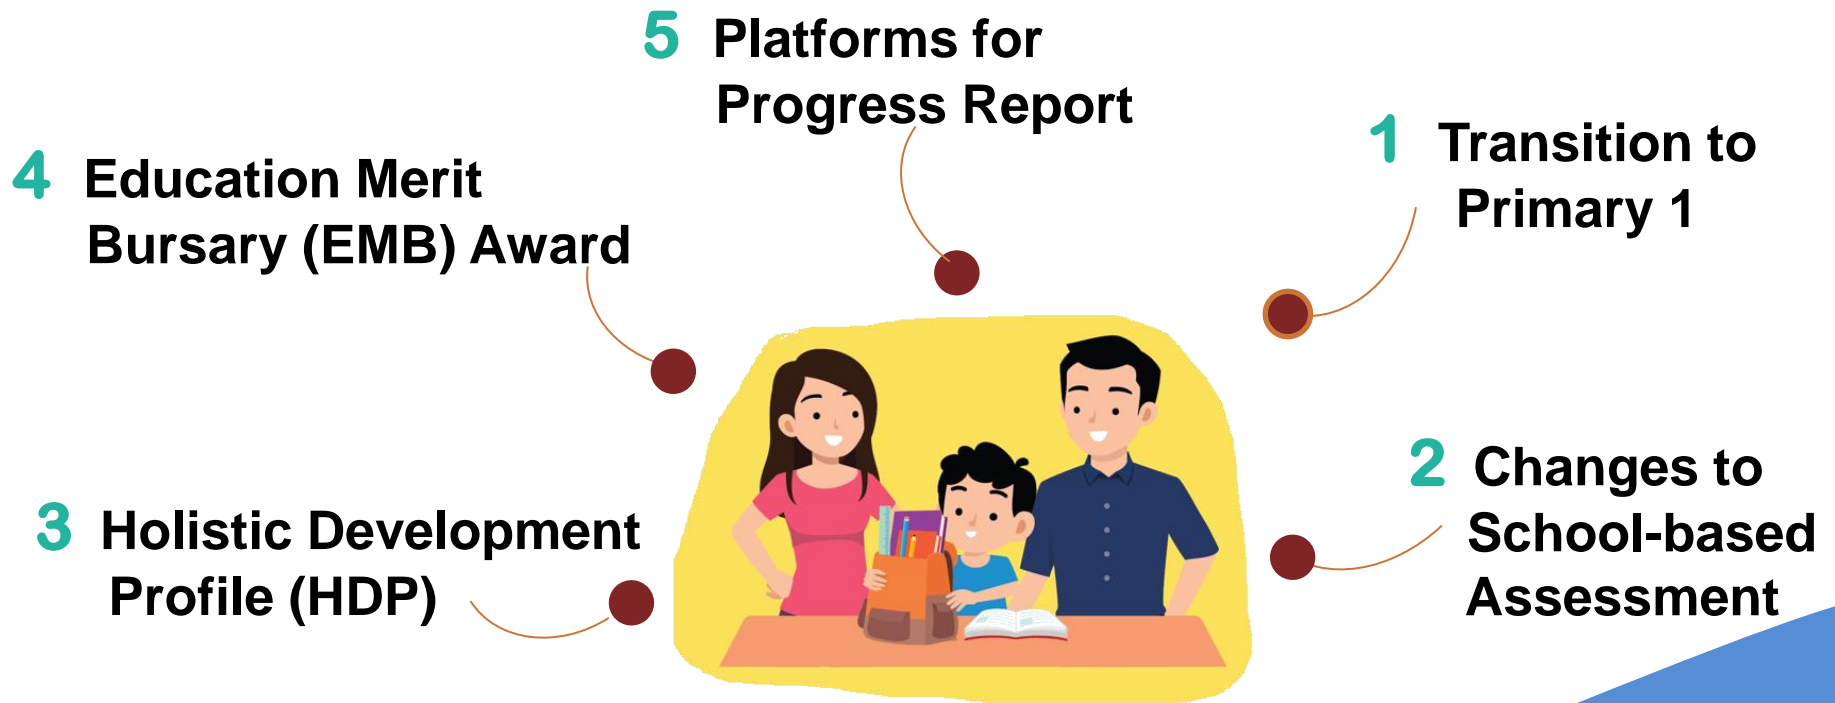 5 Platforms for
Progress Report
1 Transition to
Primary 1
4 Education Merit
Bursary (EMB) Award
2 Changes to
School-based
Assessment
3 Holistic Development
Profile (HDP)